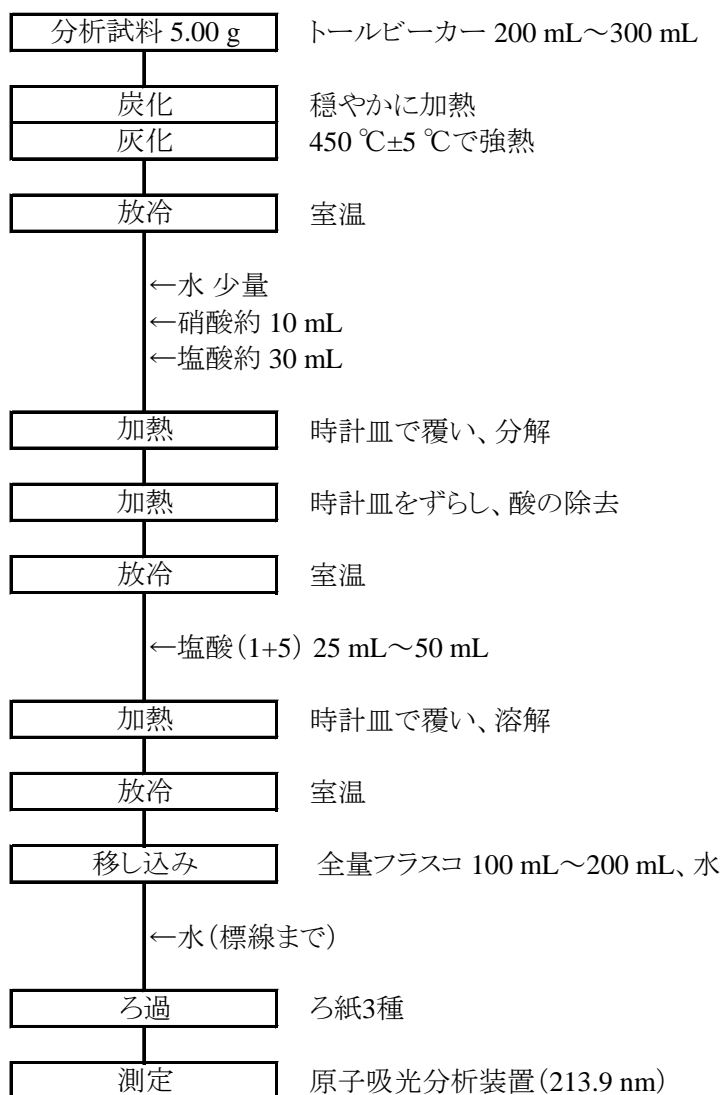 分析試料 5.00 g トールビーカー 200 mL～300 mL
炭化 穏やかに加熱
灰化 450 ℃±5 ℃で強熱
放冷 室温
←水 少量
←硝酸約 10 mL
←塩酸約 30 mL
加熱 時計皿で覆い、分解
加熱 時計皿をずらし、酸の除去
放冷 室温
←塩酸(1+5) 25 mL～50 mL
加熱 時計皿で覆い、溶解
放冷 室温
移し込み 全量フラスコ 100 mL～200 mL、水
←水(標線まで)
ろ過 ろ紙3種
測定 原子吸光分析装置(213.9 nm)